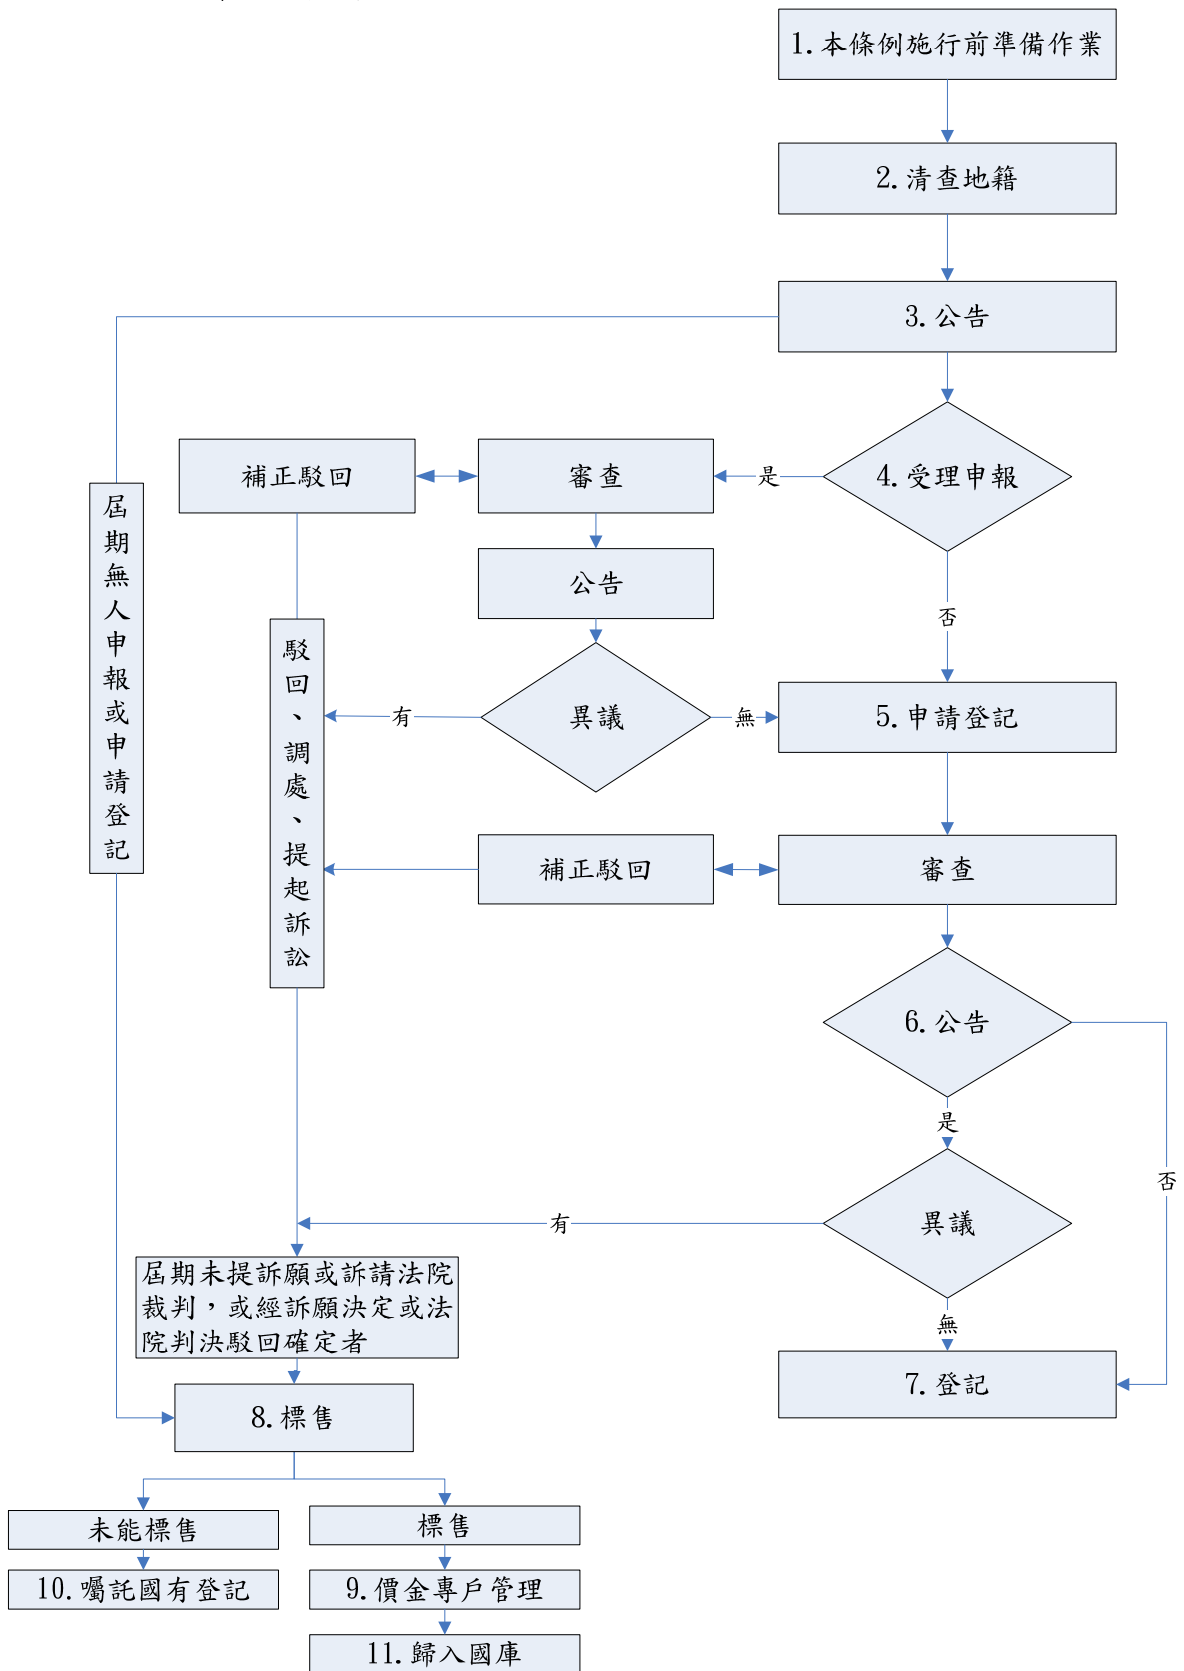 1.本條例施行前準備作業
2.清查地籍
3.公告
4.受理申報
是
審查
補正駁回
公告
屆期無人申報或申請登記
否
駁回、調處、提起訴訟
異議
有
無
5.申請登記
補正駁回
審查
6.公告
是
否
異議
有
無
屆期未提訴願或訴請法院
裁判，或經訴願決定或法
院判決駁回確定者
7.登記
8.標售
未能標售
標售
10.囑託國有登記
9.價金專戶管理
11.歸入國庫